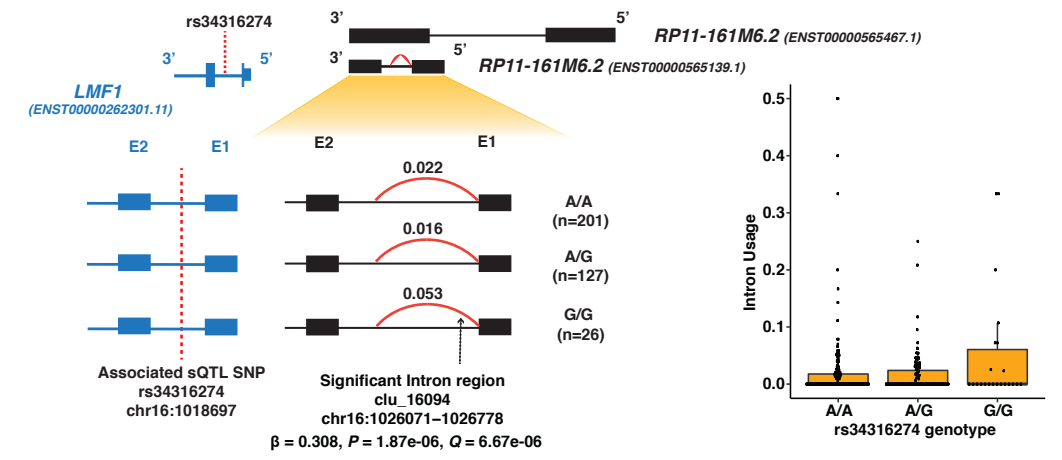 rs34316274
3’
5’
LMF1
(ENST00000262301.11)
3’
5’
RP11-161M6.2 (ENST00000565467.1)
3’
5’
RP11-161M6.2 (ENST00000565139.1)
E2
E1
E2
E1
0.022
A/A
(n=201)
0.016
A/G
(n=127)
0.053
G/G
(n=26)
Associated sQTL SNP
rs34316274
chr16:1018697
Significant Intron region
clu_16094
chr16:1026071–1026778
β = 0.308, P = 1.87e-06, Q = 6.67e-06
Intron Usage
0.5
0.4
0.3
0.2
0.1
0.0
A/A
A/G
G/G
rs34316274 genotype